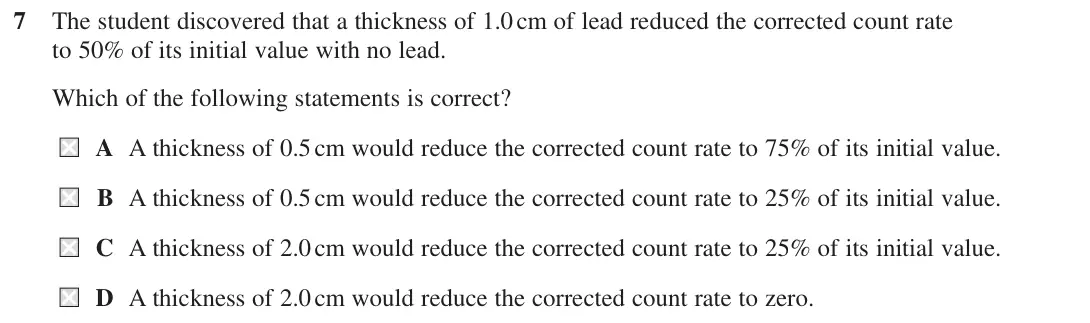 7 The student discovered that a thickness of 1.0 cm of lead reduced the corrected count rate
to 50% of its initial value with no lead.
Which of the following statements is correct?
A A thickness of 0.5 cm would reduce the corrected count rate to 75% of its initial value.
B A thickness of 0.5 cm would reduce the corrected count rate to 25% of its initial value.
C A thickness of 2.0 cm would reduce the corrected count rate to 25% of its initial value.
D A thickness of 2.0 cm would reduce the corrected count rate to zero.